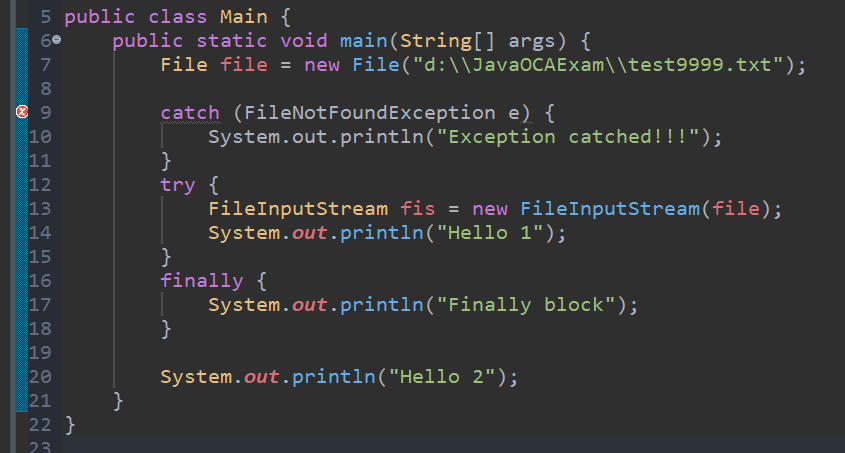 5 public class Main {
6 public static void main(String[] args) {
7 File file = new File("d:\\JavaOCAExam\\test9999.txt");
8
9 catch (FileNotFoundException e) {
10 System.out.println("Exception catched!!!");
11 }
12 try {
13 FileInputStream fis = new FileInputStream(file);
14 System.out.println("Hello 1");
15 }
16 finally {
17 System.out.println("Finally block");
18 }
19
20 System.out.println("Hello 2");
21 }
22 }
23